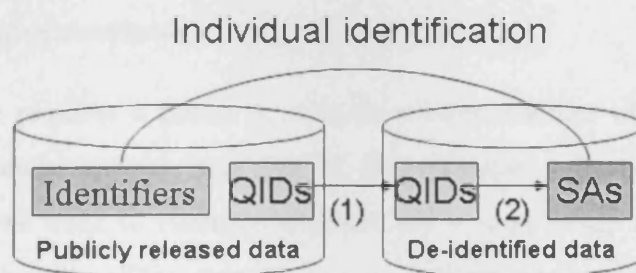 Individual identification
Identifiers QIDs (1) QIDs (2) SAs
Publicly released data De-identified data